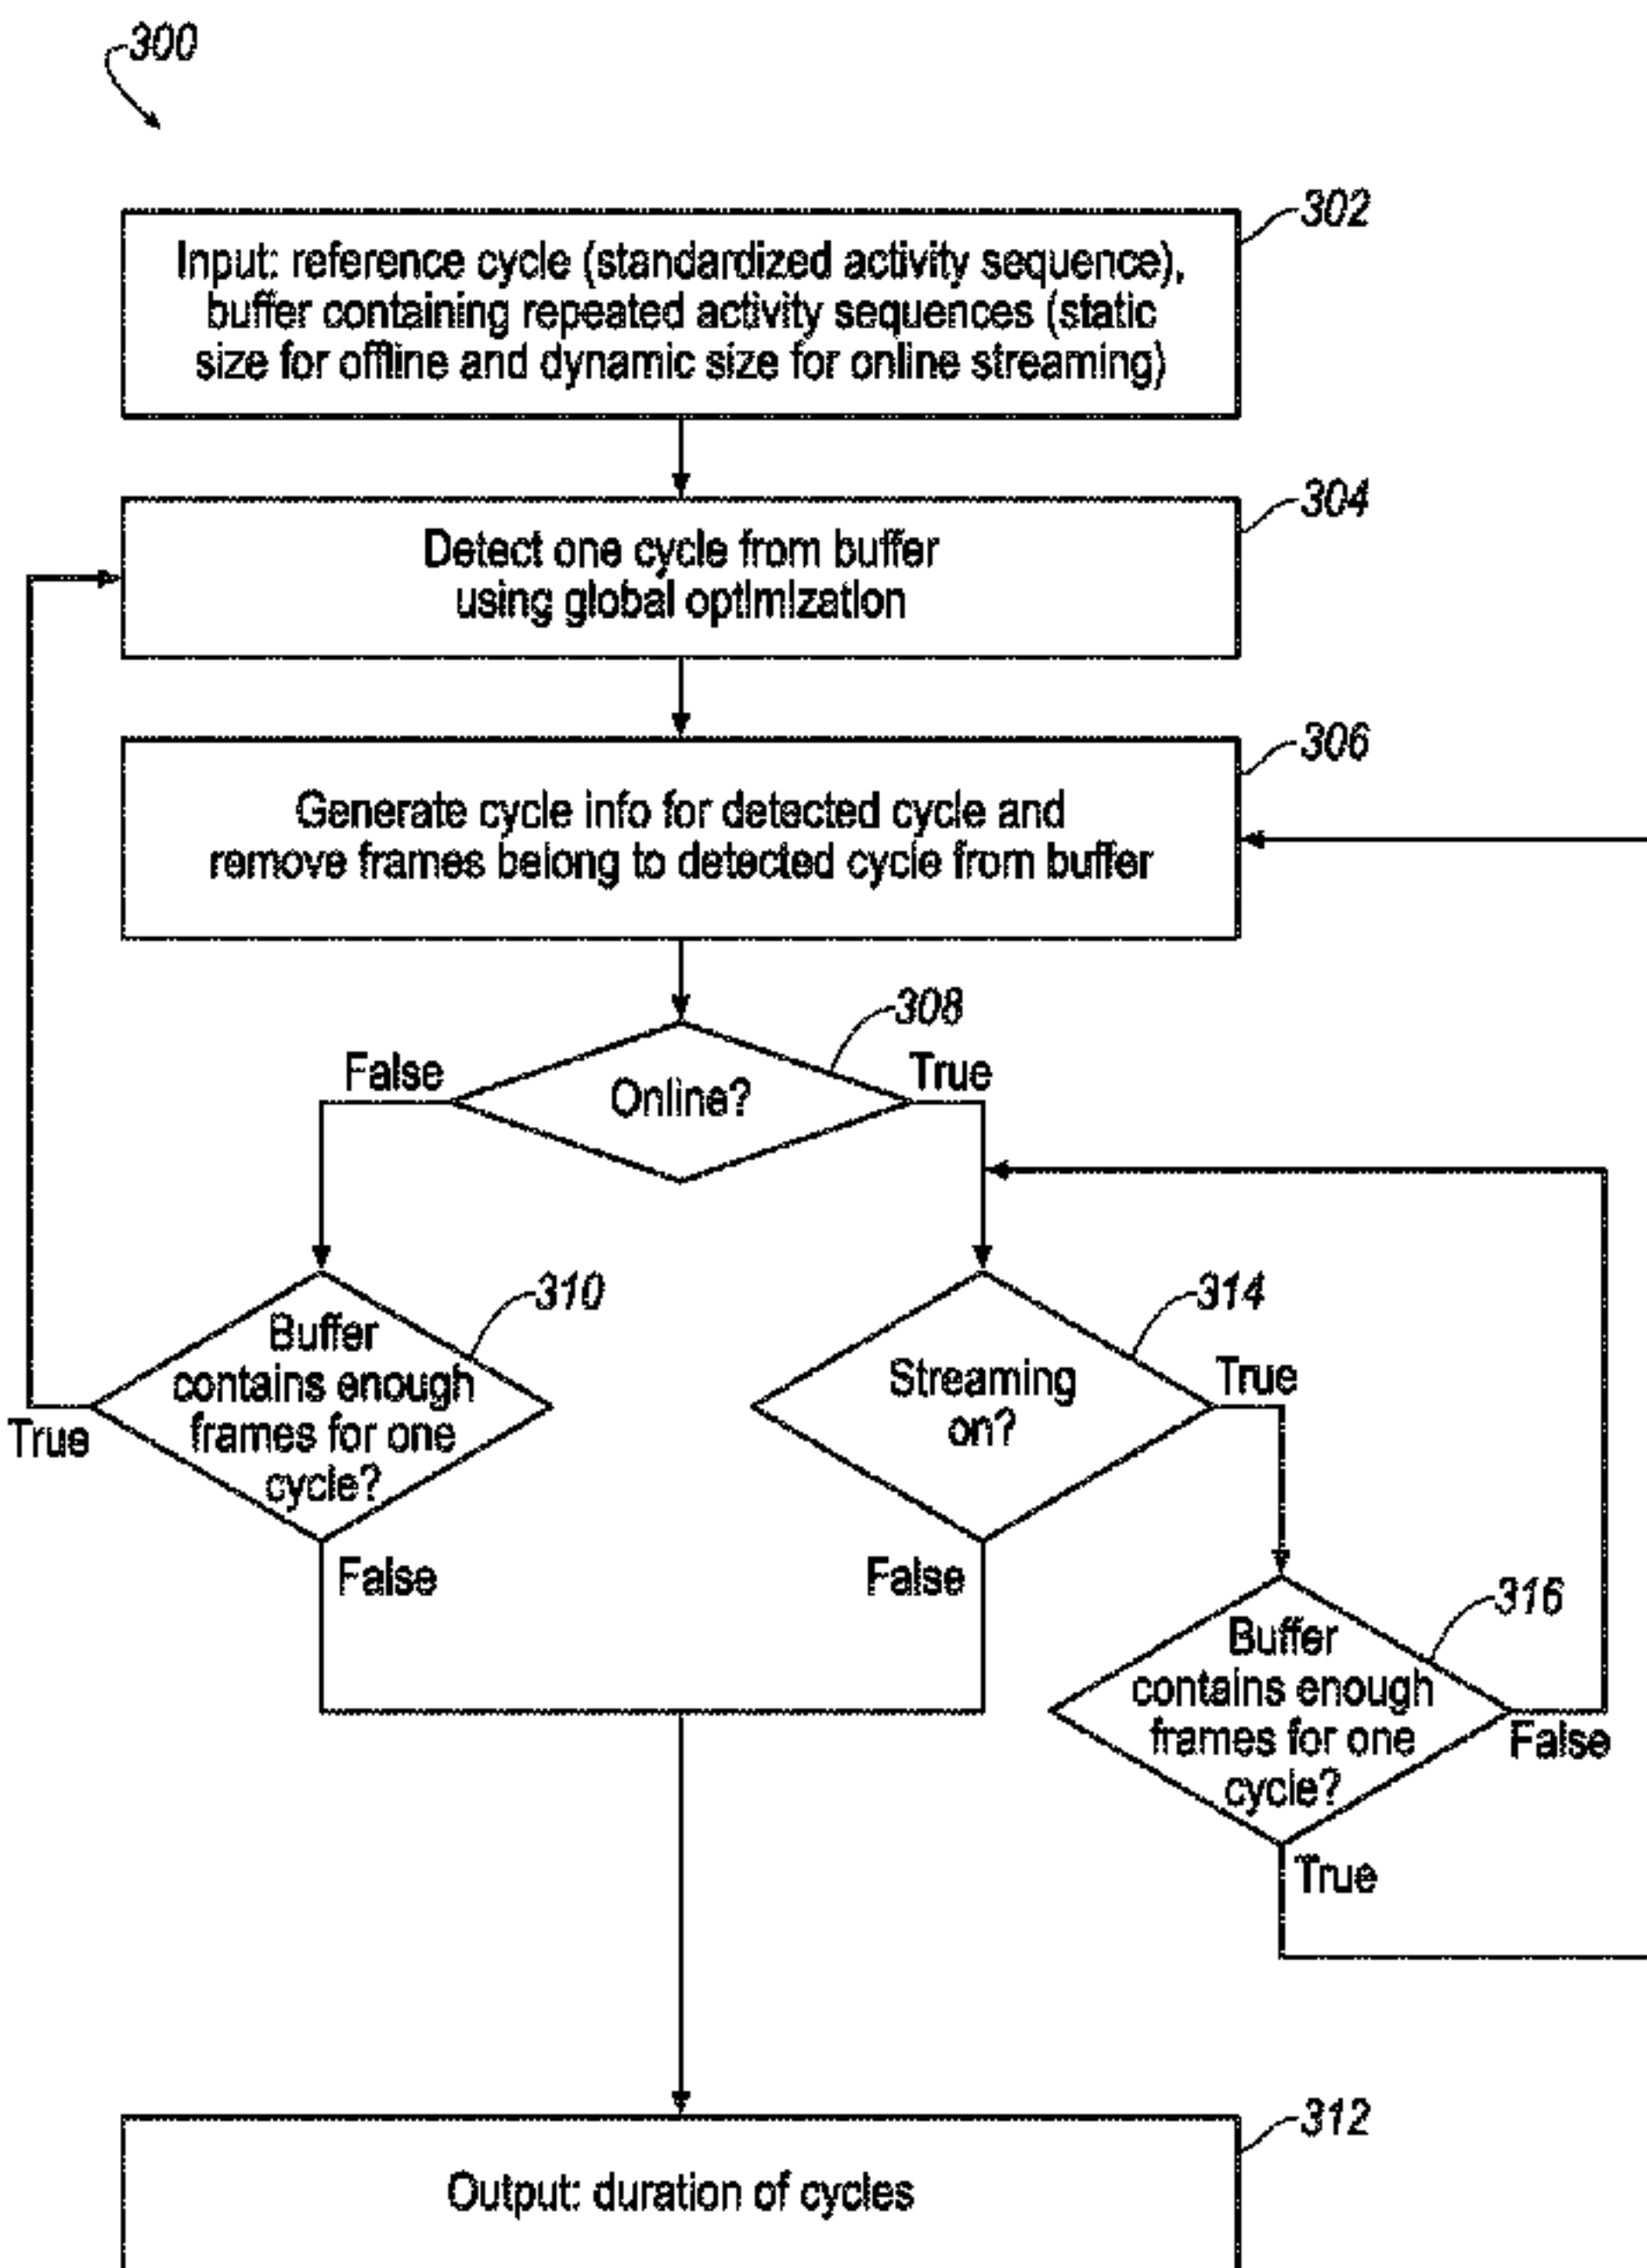 300
302
Input: reference cycle (standardized activity sequence),
buffer containing repeated activity sequences (static
size for offline and dynamic size for online streaming)
304
Detect one cycle from buffer
using global optimization
306
Generate cycle info for detected cycle and
remove frames belong to detected cycle from buffer
308
False
True
Online?
310
314
Buffer
contains enough
frames for one
cycle?
True
False
Streaming
on?
True
False
316
Buffer
contains enough
frames for one
cycle?
False
True
312
Output: duration of cycles